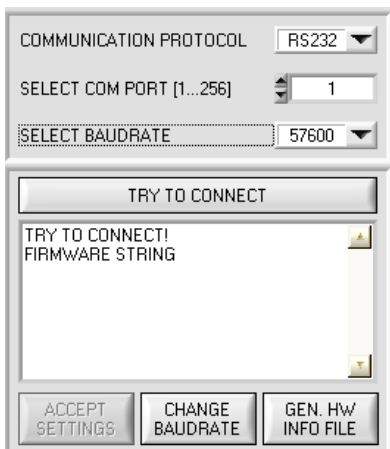 COMMUNICATION PROTOCOL RS232
SELECT COM PORT [1...256] 1
SELECT BAUDRATE 57600
TRY TO CONNECT
TRY TO CONNECT!
FIRMWARE STRING
ACCEPT SETTINGS
CHANGE BAUDRATE
GEN. HW INFO FILE